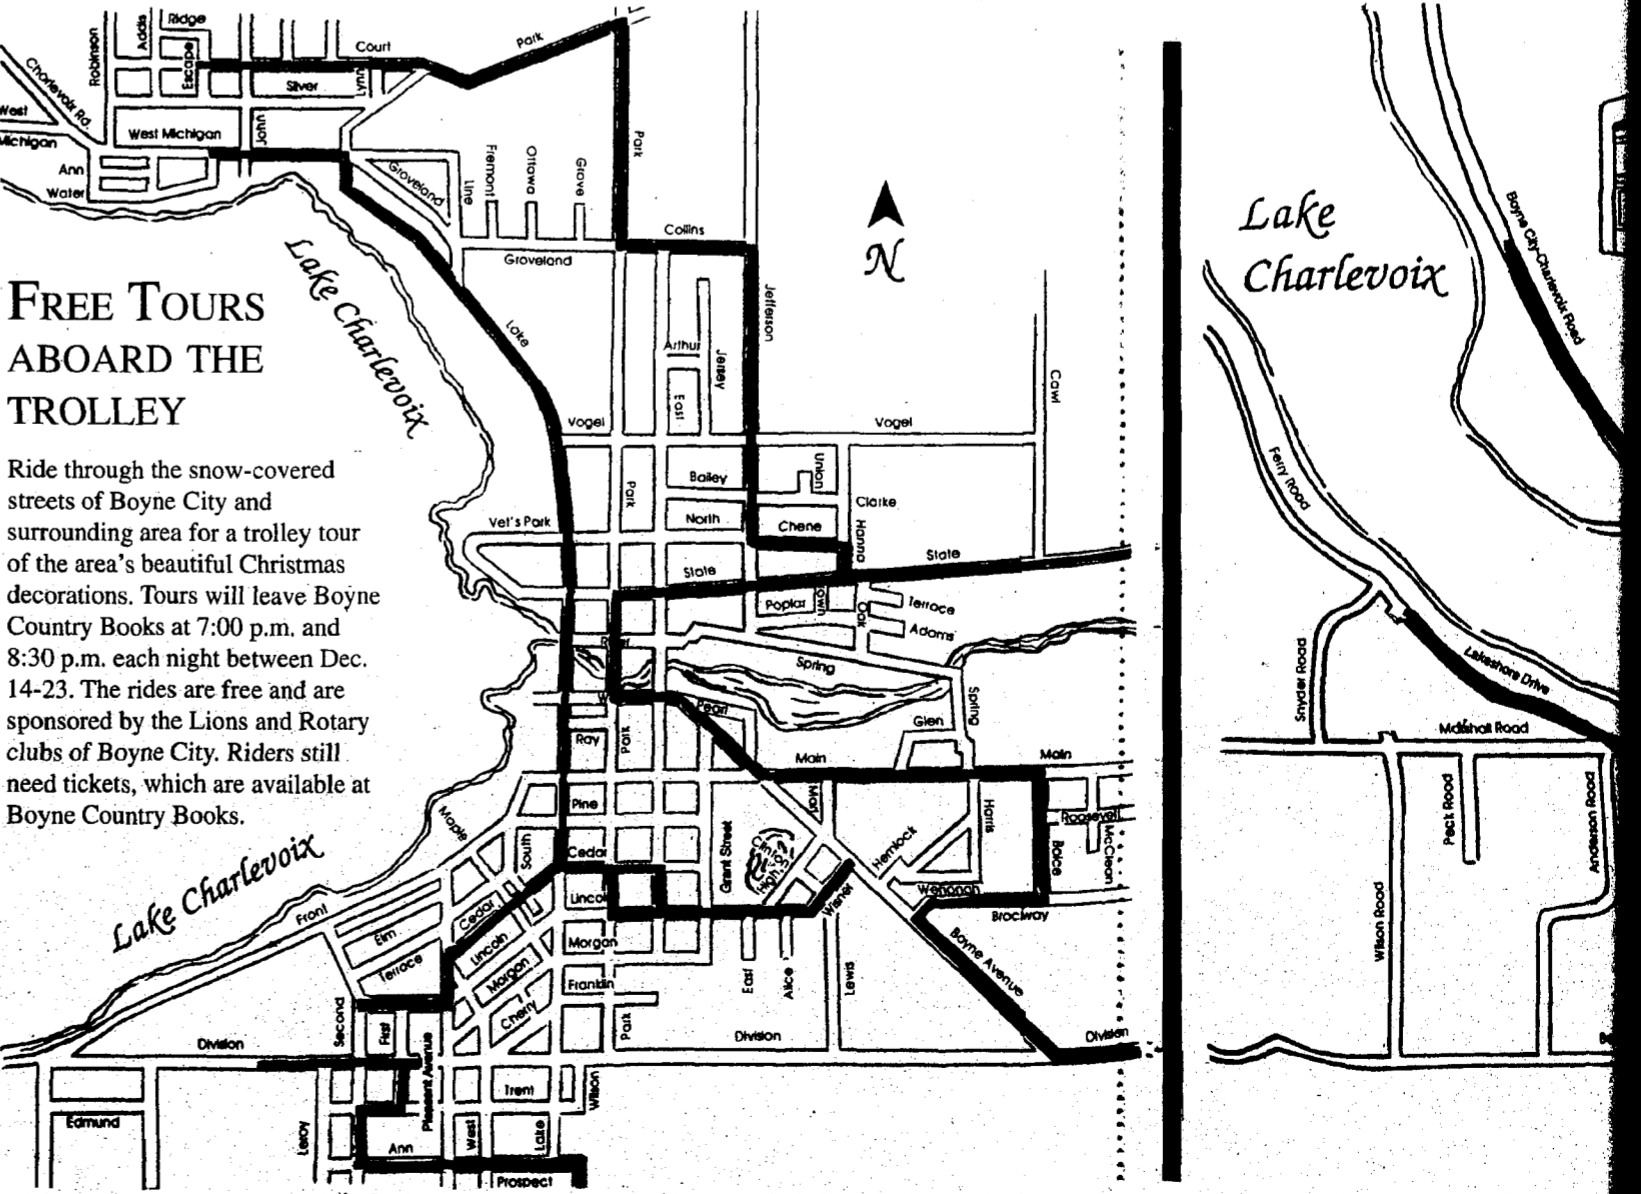 FREE TOURS
ABOARD THE
TROLLEY
Ride through the snow-covered
streets of Boyne City and
surrounding area for a trolley tour
of the area's beautiful Christmas
decorations. Tours will leave Boyne
Country Books at 7:00 p.m. and
8:30 p.m. each night between Dec.
14-23. The rides are free and are
sponsored by the Lions and Rotary
clubs of Boyne City. Riders still
need tickets, which are available at
Boyne Country Books.
Ridge
Addis
Robinson
Escape
Court
Park
Charlevoix Rd.
Silver
Lynn
West
Michigan
West Michigan
John
Park
Ann
Water
Groveland
Line
Fremont
Ottawa
Grove
Collins
Groveland
N
Lake Charlevoix
Lake
Jefferson
Arthur
Jersey
East
Cawl
Vogel
Vogel
Bailey
Union
Park
Clarke
Vet's Park
North
Chene
Hanna
State
State
Poplar
Terroce
Oak
Adams
Spring
Spring
Pearl
Glen
Ray
Park
Main
Main
Pine
Maple
South
Cedar
Grant Street
Clinton
High
Hemlock
Harris
Roosevelt
McClean
Boice
Lake Charlevoix
Front
Cedar
Wisner
Wenonah
Brocway
Elm
Lincoln
Morgan
Terroce
Morgan
Boyne Avenue
Franklin
East
Alice
Lewis
Cherry
Second
First
Park
Division
Division
Division
Pleasant Avenue
Trent
Wilson
Edmund
Leroy
Ann
West
Lake
Prospect
Lake
Charlevoix
Boyne City-Charlevoix Road
Ferry Road
Snyder Road
Lakeshore Drive
Marshall Road
Peck Road
Anderson Road
Wilson Road